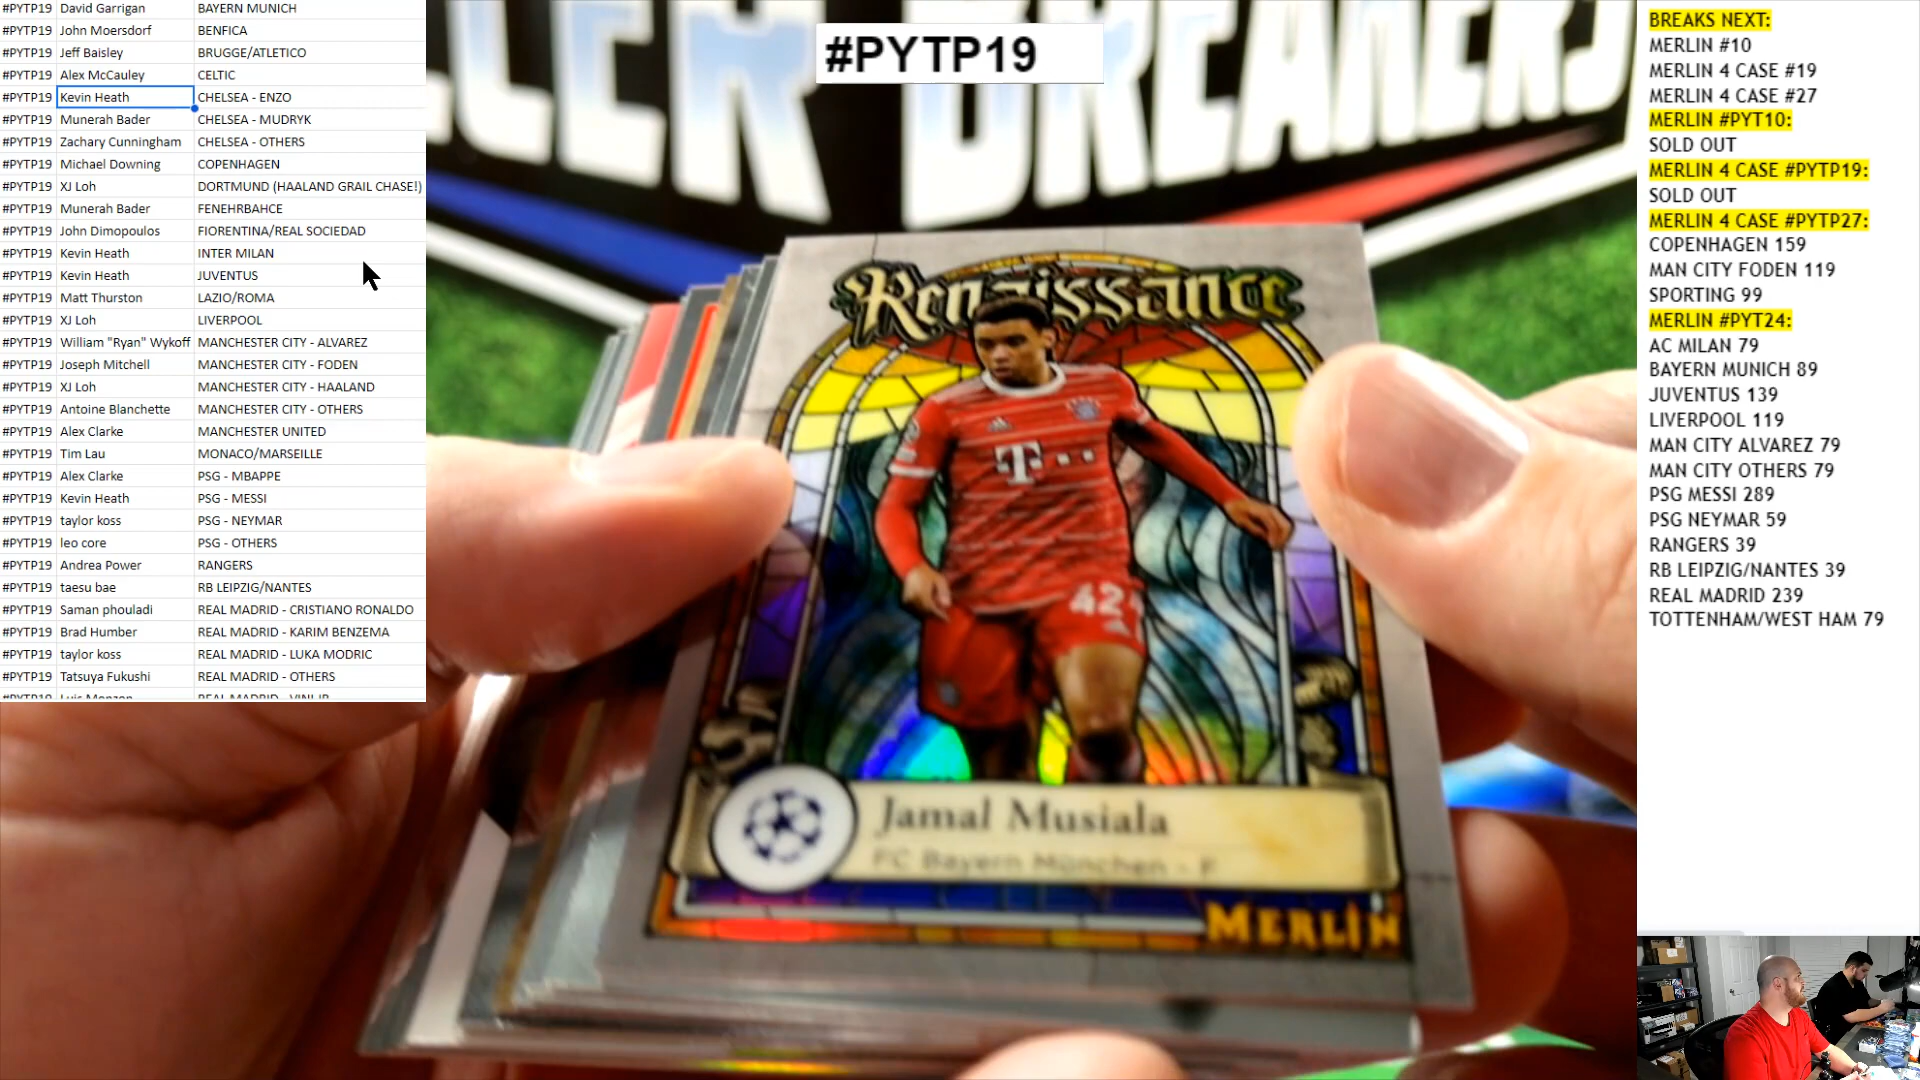 #PYTP19 David Garrigan BAYERN MUNICH
#PYTP19 John Moersdorf BENFICA
#PYTP19 Jeff Baisley BRUGGE/ATLETICO
#PYTP19 Alex McCauley CELTIC
#PYTP19 Kevin Heath CHELSEA - ENZO
#PYTP19 Munerah Bader CHELSEA - MUDRYK
#PYTP19 Zachary Cunningham CHELSEA - OTHERS
#PYTP19 Michael Downing COPENHAGEN
#PYTP19 XJ Loh DORTMUND (HAALAND GRAIL CHASE!)
#PYTP19 Munerah Bader FENEHRBAHCE
#PYTP19 John Dimopoulos FIORENTINA/REAL SOCIEDAD
#PYTP19 Kevin Heath INTER MILAN
#PYTP19 Kevin Heath JUVENTUS
#PYTP19 Matt Thurston LAZIO/ROMA
#PYTP19 XJ Loh LIVERPOOL
#PYTP19 William "Ryan" Wykoff MANCHESTER CITY - ALVAREZ
#PYTP19 Joseph Mitchell MANCHESTER CITY - FODEN
#PYTP19 XJ Loh MANCHESTER CITY - HAALAND
#PYTP19 Antoine Blanchette MANCHESTER CITY - OTHERS
#PYTP19 Alex Clarke MANCHESTER UNITED
#PYTP19 Tim Lau MONACO/MARSEILLE
#PYTP19 Alex Clarke PSG - MBAPPE
#PYTP19 Kevin Heath PSG - MESSI
#PYTP19 taylor koss PSG - NEYMAR
#PYTP19 leo core PSG - OTHERS
#PYTP19 Andrea Power RANGERS
#PYTP19 taesu bae RB LEIPZIG/NANTES
#PYTP19 Saman phouladi REAL MADRID - CRISTIANO RONALDO
#PYTP19 Brad Humber REAL MADRID - KARIM BENZEMA
#PYTP19 taylor koss REAL MADRID - LUKA MODRIC
#PYTP19 Tatsuya Fukushi REAL MADRID - OTHERS
#PYTP19
BREAKERS
Renaissance
T
42
Jamal Musiala
FC Bayern München - F
MERLIN
BREAKS NEXT:
MERLIN #10
MERLIN 4 CASE #19
MERLIN 4 CASE #27
MERLIN #PYT10:
SOLD OUT
MERLIN 4 CASE #PYTP19:
SOLD OUT
MERLIN 4 CASE #PYTP27:
COPENHAGEN 159
MAN CITY FODEN 119
SPORTING 99
MERLIN #PYT24:
AC MILAN 79
BAYERN MUNICH 89
JUVENTUS 139
LIVERPOOL 119
MAN CITY ALVAREZ 79
MAN CITY OTHERS 79
PSG MESSI 289
PSG NEYMAR 59
RANGERS 39
RB LEIPZIG/NANTES 39
REAL MADRID 239
TOTTENHAM/WEST HAM 79